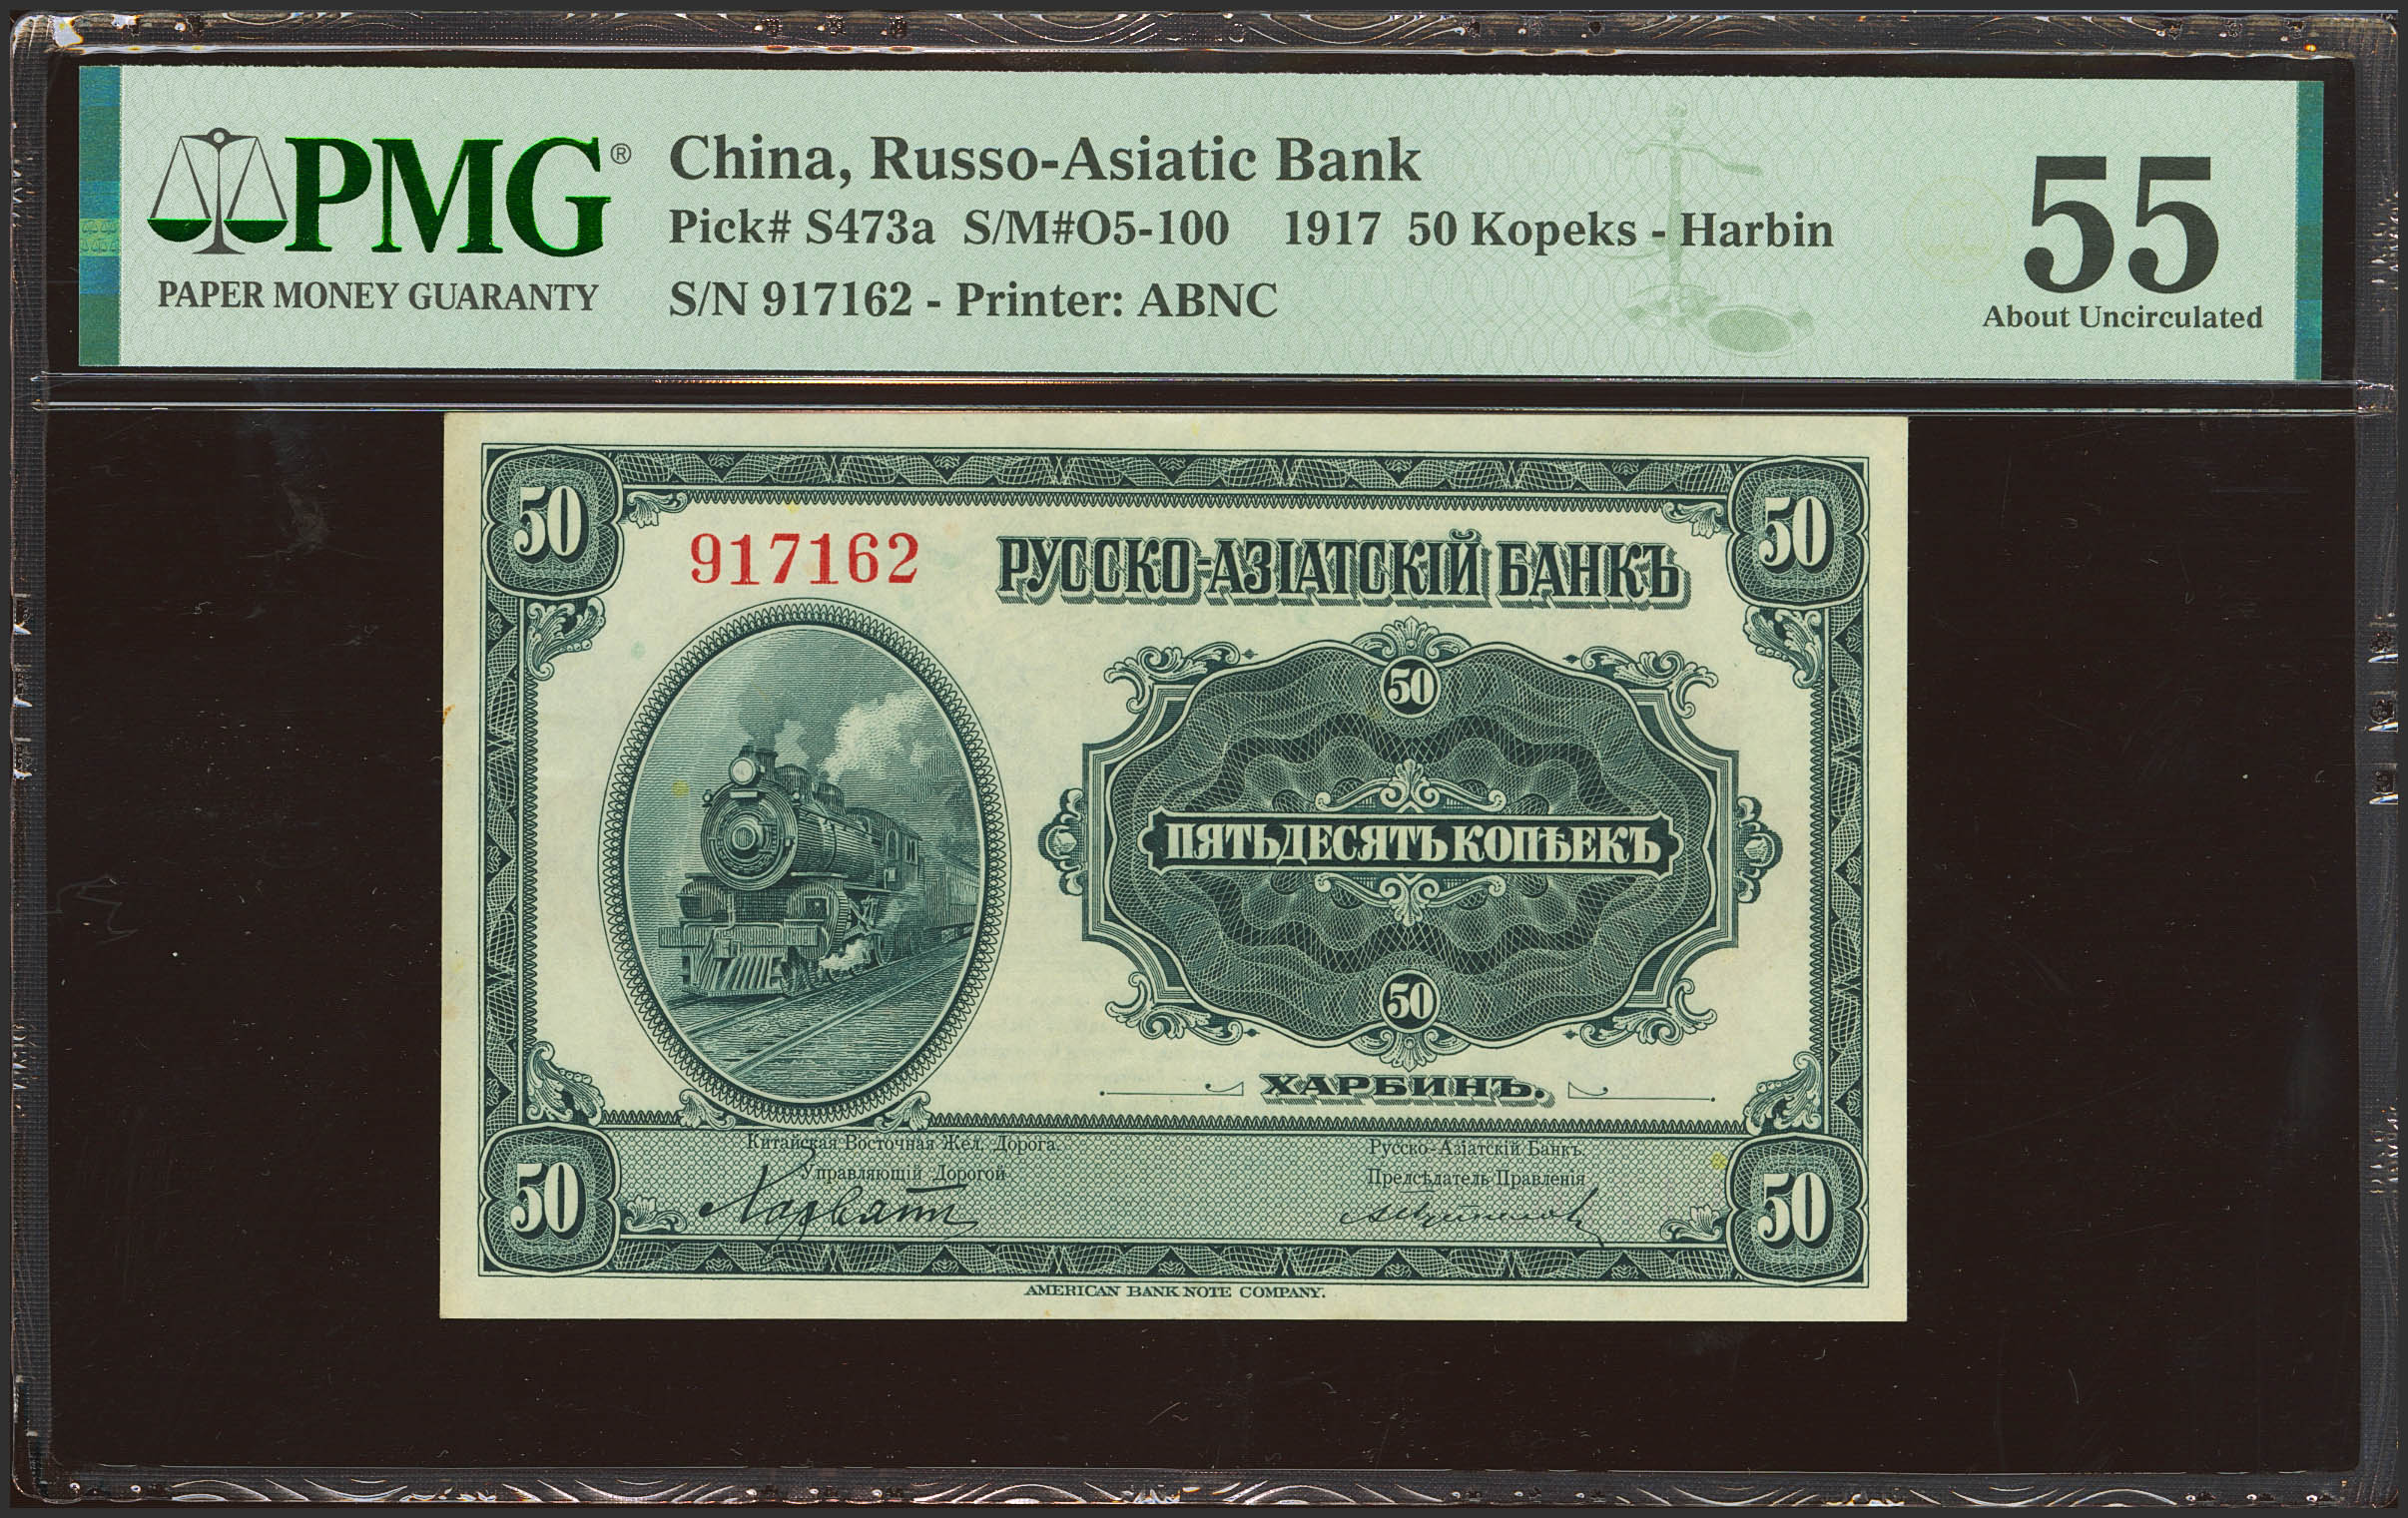 PMG®
PAPER MONEY GUARANTY
China, Russo-Asiatic Bank
Pick# S473a S/M#O5-100 1917 50 Kopeks - Harbin
S/N 917162 - Printer: ABNC
55
About Uncirculated
50
50
917162
РУССКО-АЗІАТСКІЙ БАНКЪ
50
ПЯТЬДЕСЯТЪ КОПѢЕКЪ
50
ХАРБИНЪ.
Китайская Восточная Жел. Дорога.
Управляющій Дорогой
Русско-Азіатскій Банкъ.
Предсѣдатель Правленія
50
50
AMERICAN BANK NOTE COMPANY.